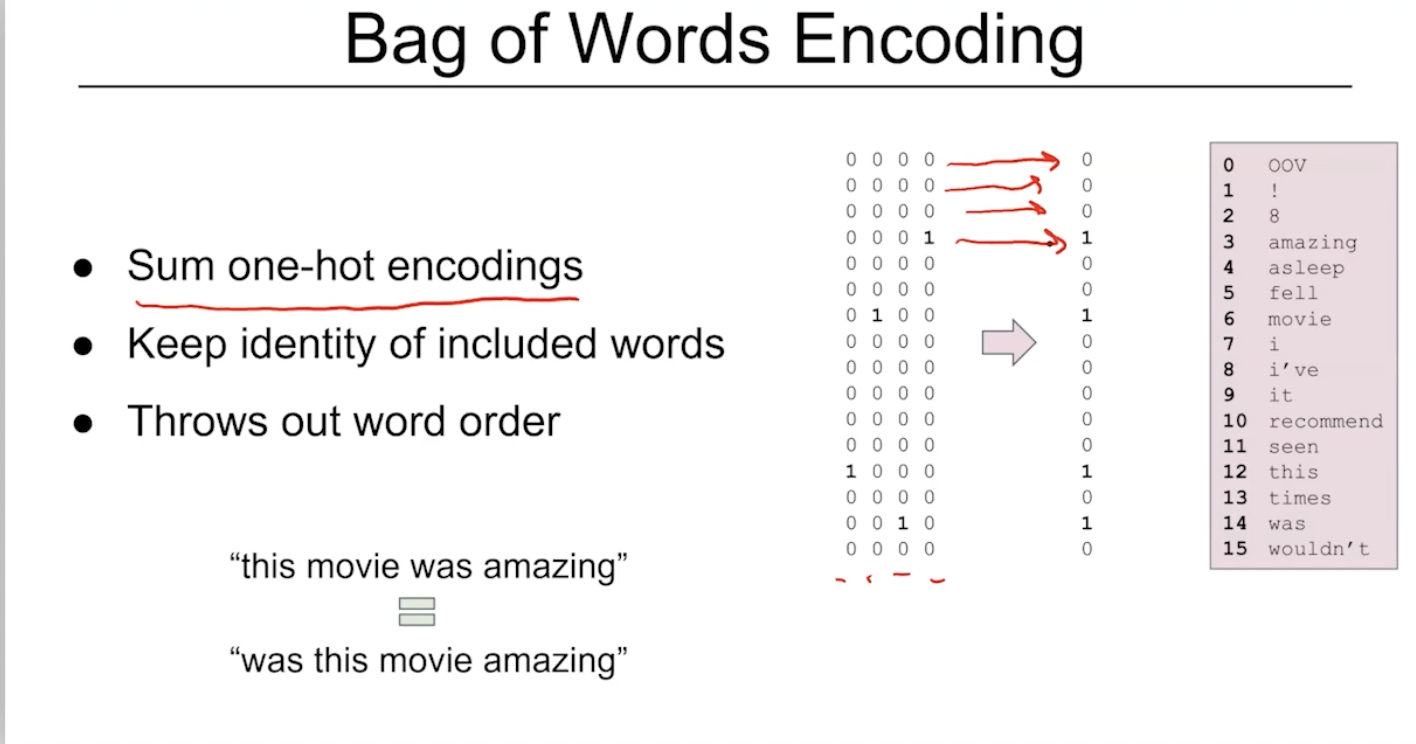 Bag of Words Encoding
● Sum one-hot encodings
● Keep identity of included words
● Throws out word order
“this movie was amazing”
“was this movie amazing”
0 0 0 0
0 0 0 0
0 0 0 0
0 0 0 1
0 0 0 0
0 0 0 0
0 1 0 0
0 0 0 0
0 0 0 0
0 0 0 0
0 0 0 0
0 0 0 0
1 0 0 0
0 0 0 0
0 0 1 0
0 0 0 0
0
0
0
1
0
0
1
0
0
0
0
0
1
0
1
0
0 OOV
1 !
2 8
3 amazing
4 asleep
5 fell
6 movie
7 i
8 i’ve
9 it
10 recommend
11 seen
12 this
13 times
14 was
15 wouldn’t